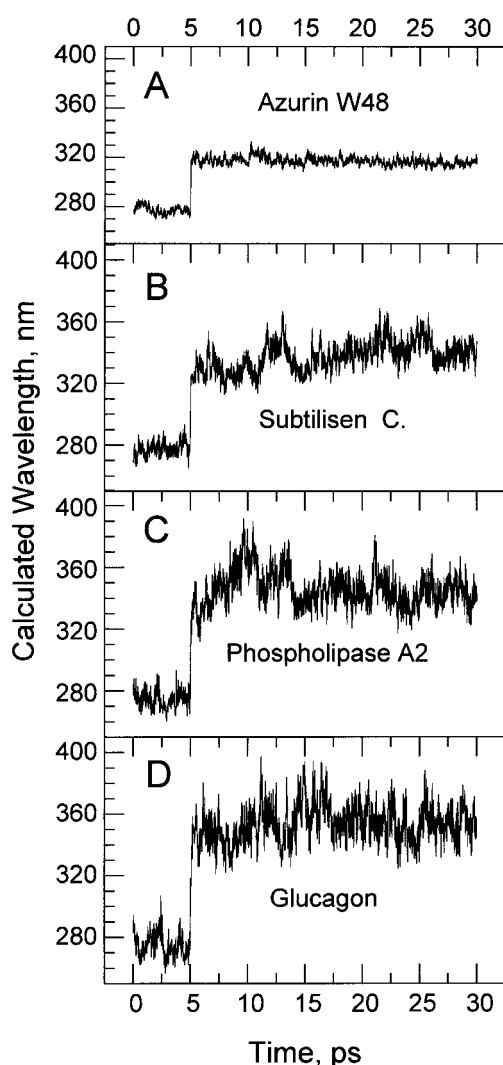 0 5 10 15 20 25 30
400
360
320
280
A
Azurin W48
400
360
320
280
B
Subtilisen C.
400
360
320
280
C
Phospholipase A2
400
360
320
280
D
Glucagon
Calculated Wavelength, nm
0 5 10 15 20 25 30
Time, ps